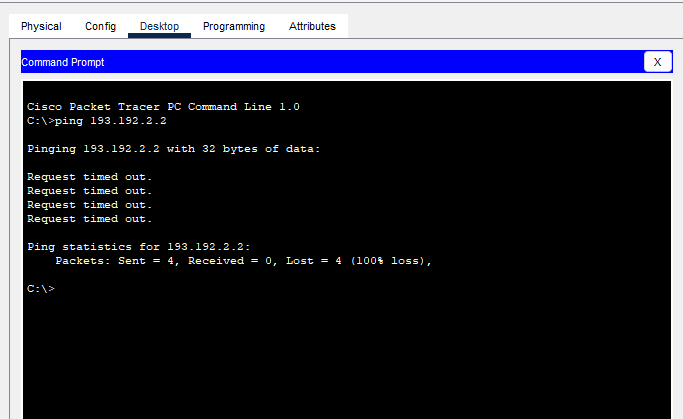 Physical Config Desktop Programming Attributes
Command Prompt X
Cisco Packet Tracer PC Command Line 1.0
C:\>ping 193.192.2.2
Pinging 193.192.2.2 with 32 bytes of data:
Request timed out.
Request timed out.
Request timed out.
Request timed out.
Ping statistics for 193.192.2.2:
    Packets: Sent = 4, Received = 0, Lost = 4 (100% loss),
C:\>